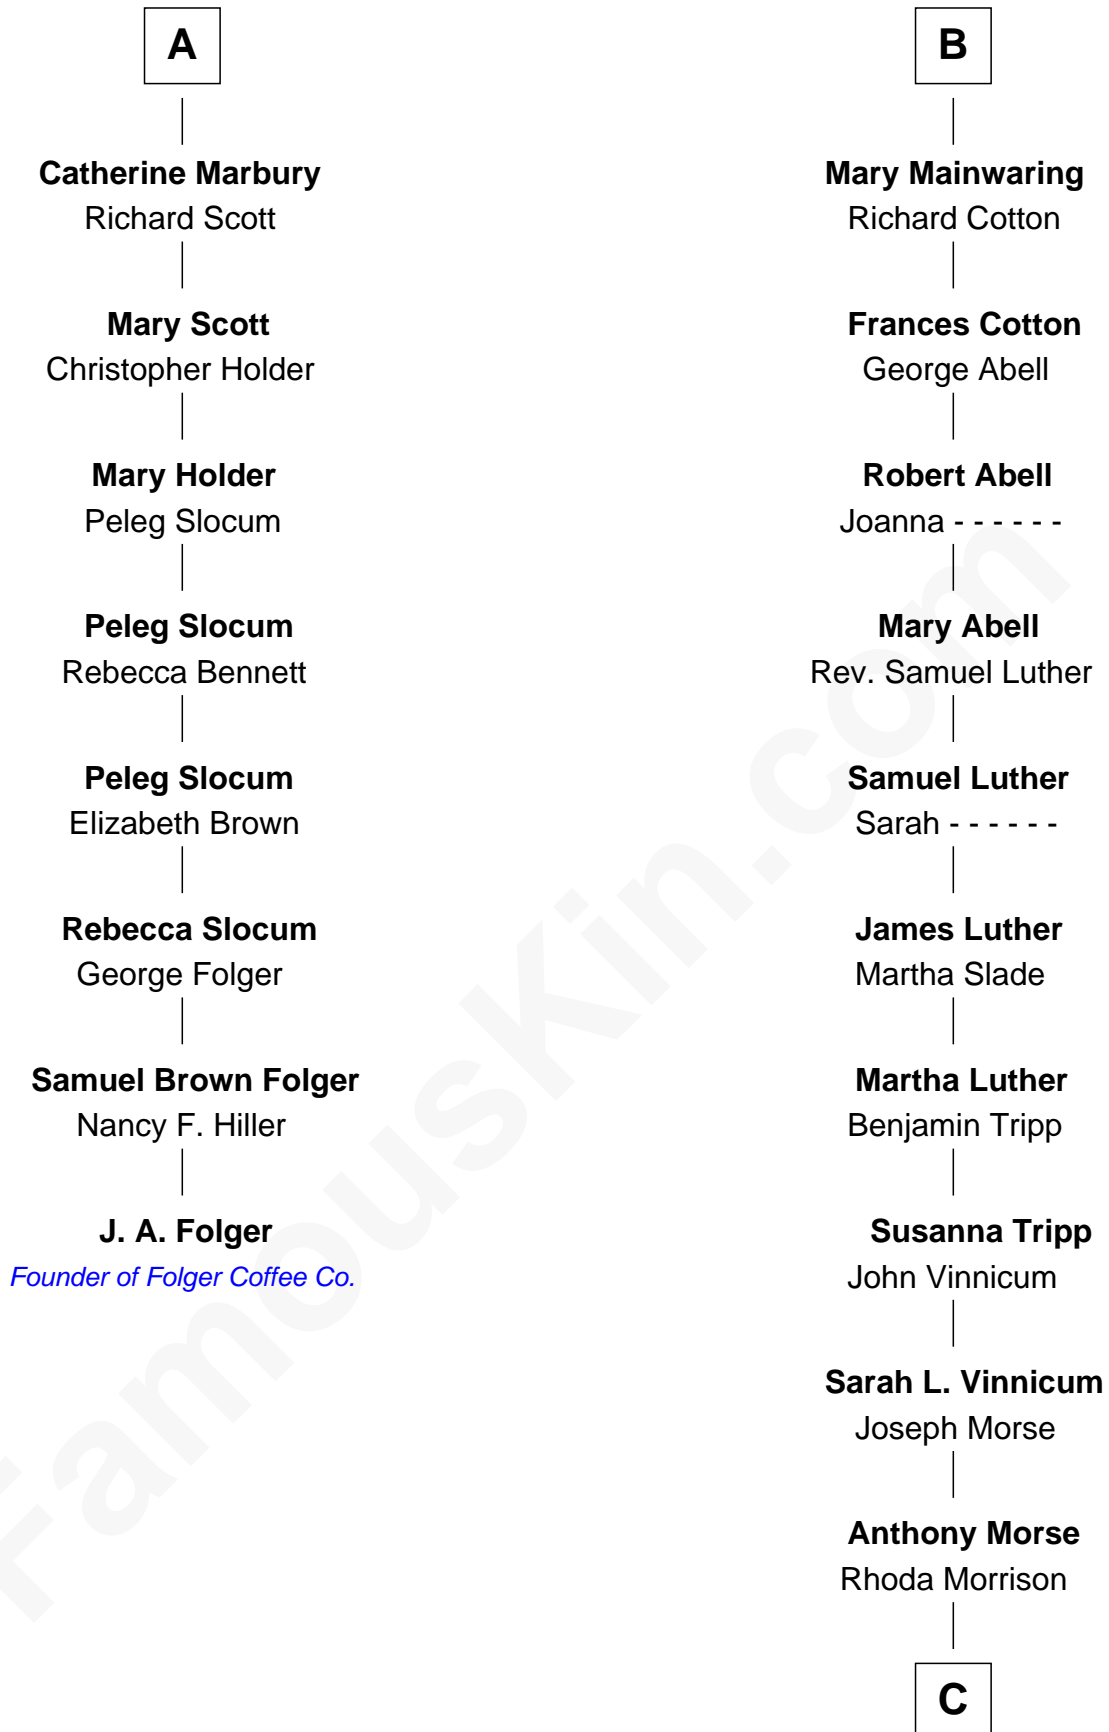 A
Catherine Marbury
Richard Scott
Mary Scott
Christopher Holder
Mary Holder
Peleg Slocum
Peleg Slocum
Rebecca Bennett
Peleg Slocum
Elizabeth Brown
Rebecca Slocum
George Folger
Samuel Brown Folger
Nancy F. Hiller
J. A. Folger
Founder of Folger Coffee Co.
B
Mary Mainwaring
Richard Cotton
Frances Cotton
George Abell
Robert Abell
Joanna - - - - - -
Mary Abell
Rev. Samuel Luther
Samuel Luther
Sarah - - - - - -
James Luther
Martha Slade
Martha Luther
Benjamin Tripp
Susanna Tripp
John Vinnicum
Sarah L. Vinnicum
Joseph Morse
Anthony Morse
Rhoda Morrison
C
FamousKin.com